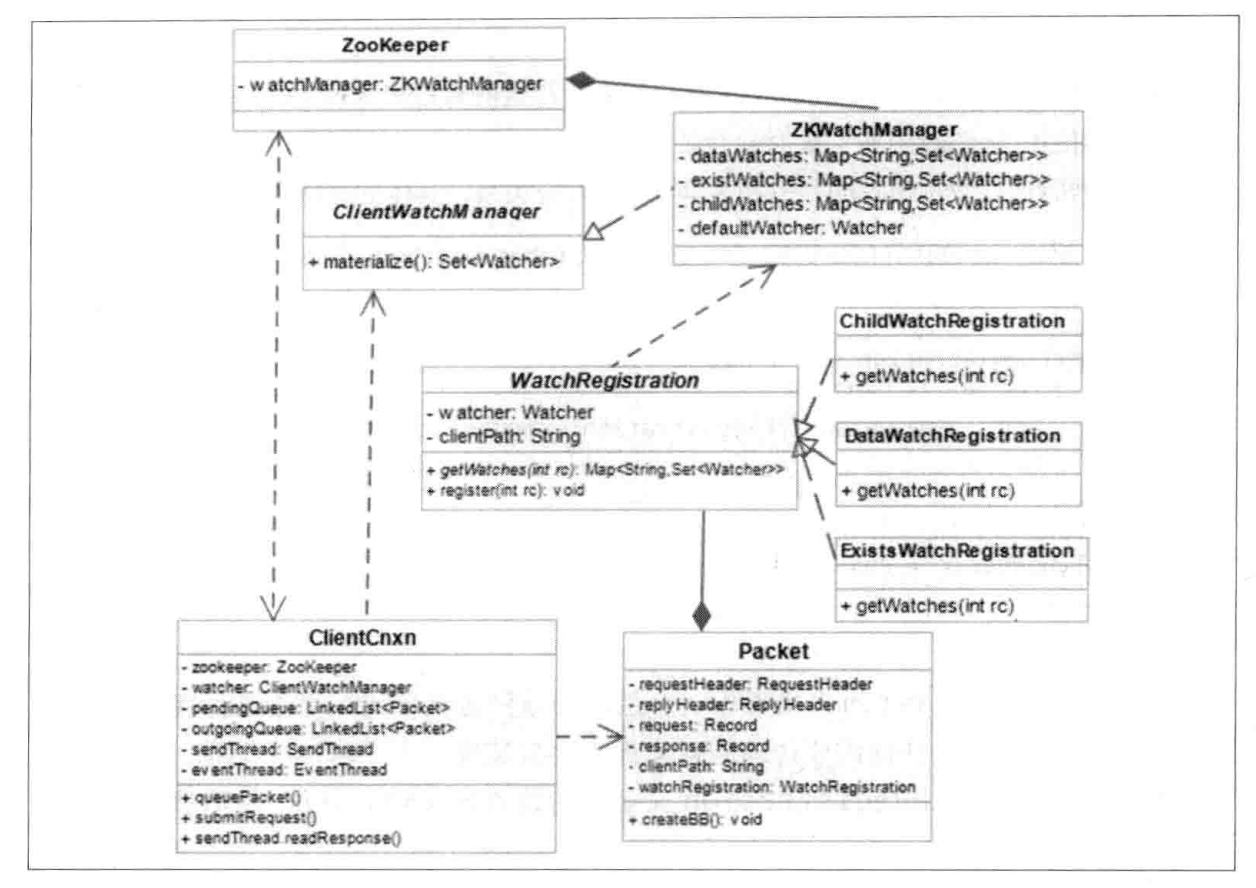 ZooKeeper
- watchManager: ZKWatchManager
ZKWatchManager
- dataWatches: Map<String,Set<Watcher>>
- existWatches: Map<String,Set<Watcher>>
- childWatches: Map<String,Set<Watcher>>
- defaultWatcher: Watcher
ClientWatchManager
+ materialize(): Set<Watcher>
ChildWatchRegistration
+ getWatches(int rc)
WatchRegistration
- watcher: Watcher
- clientPath: String
+ getWatches(int rc): Map<String,Set<Watcher>>
+ register(int rc): void
DataWatchRegistration
+ getWatches(int rc)
ExistsWatchRegistration
+ getWatches(int rc)
ClientCnxn
- zookeeper: ZooKeeper
- watcher: ClientWatchManager
- pendingQueue: LinkedList<Packet>
- outgoingQueue: LinkedList<Packet>
- sendThread: SendThread
- eventThread: EventThread
+ queuePacket()
+ submitRequest()
+ sendThread.readResponse()
Packet
- requestHeader: RequestHeader
- replyHeader: ReplyHeader
- request: Record
- response: Record
- clientPath: String
- watchRegistration: WatchRegistration
+ createBB(): void